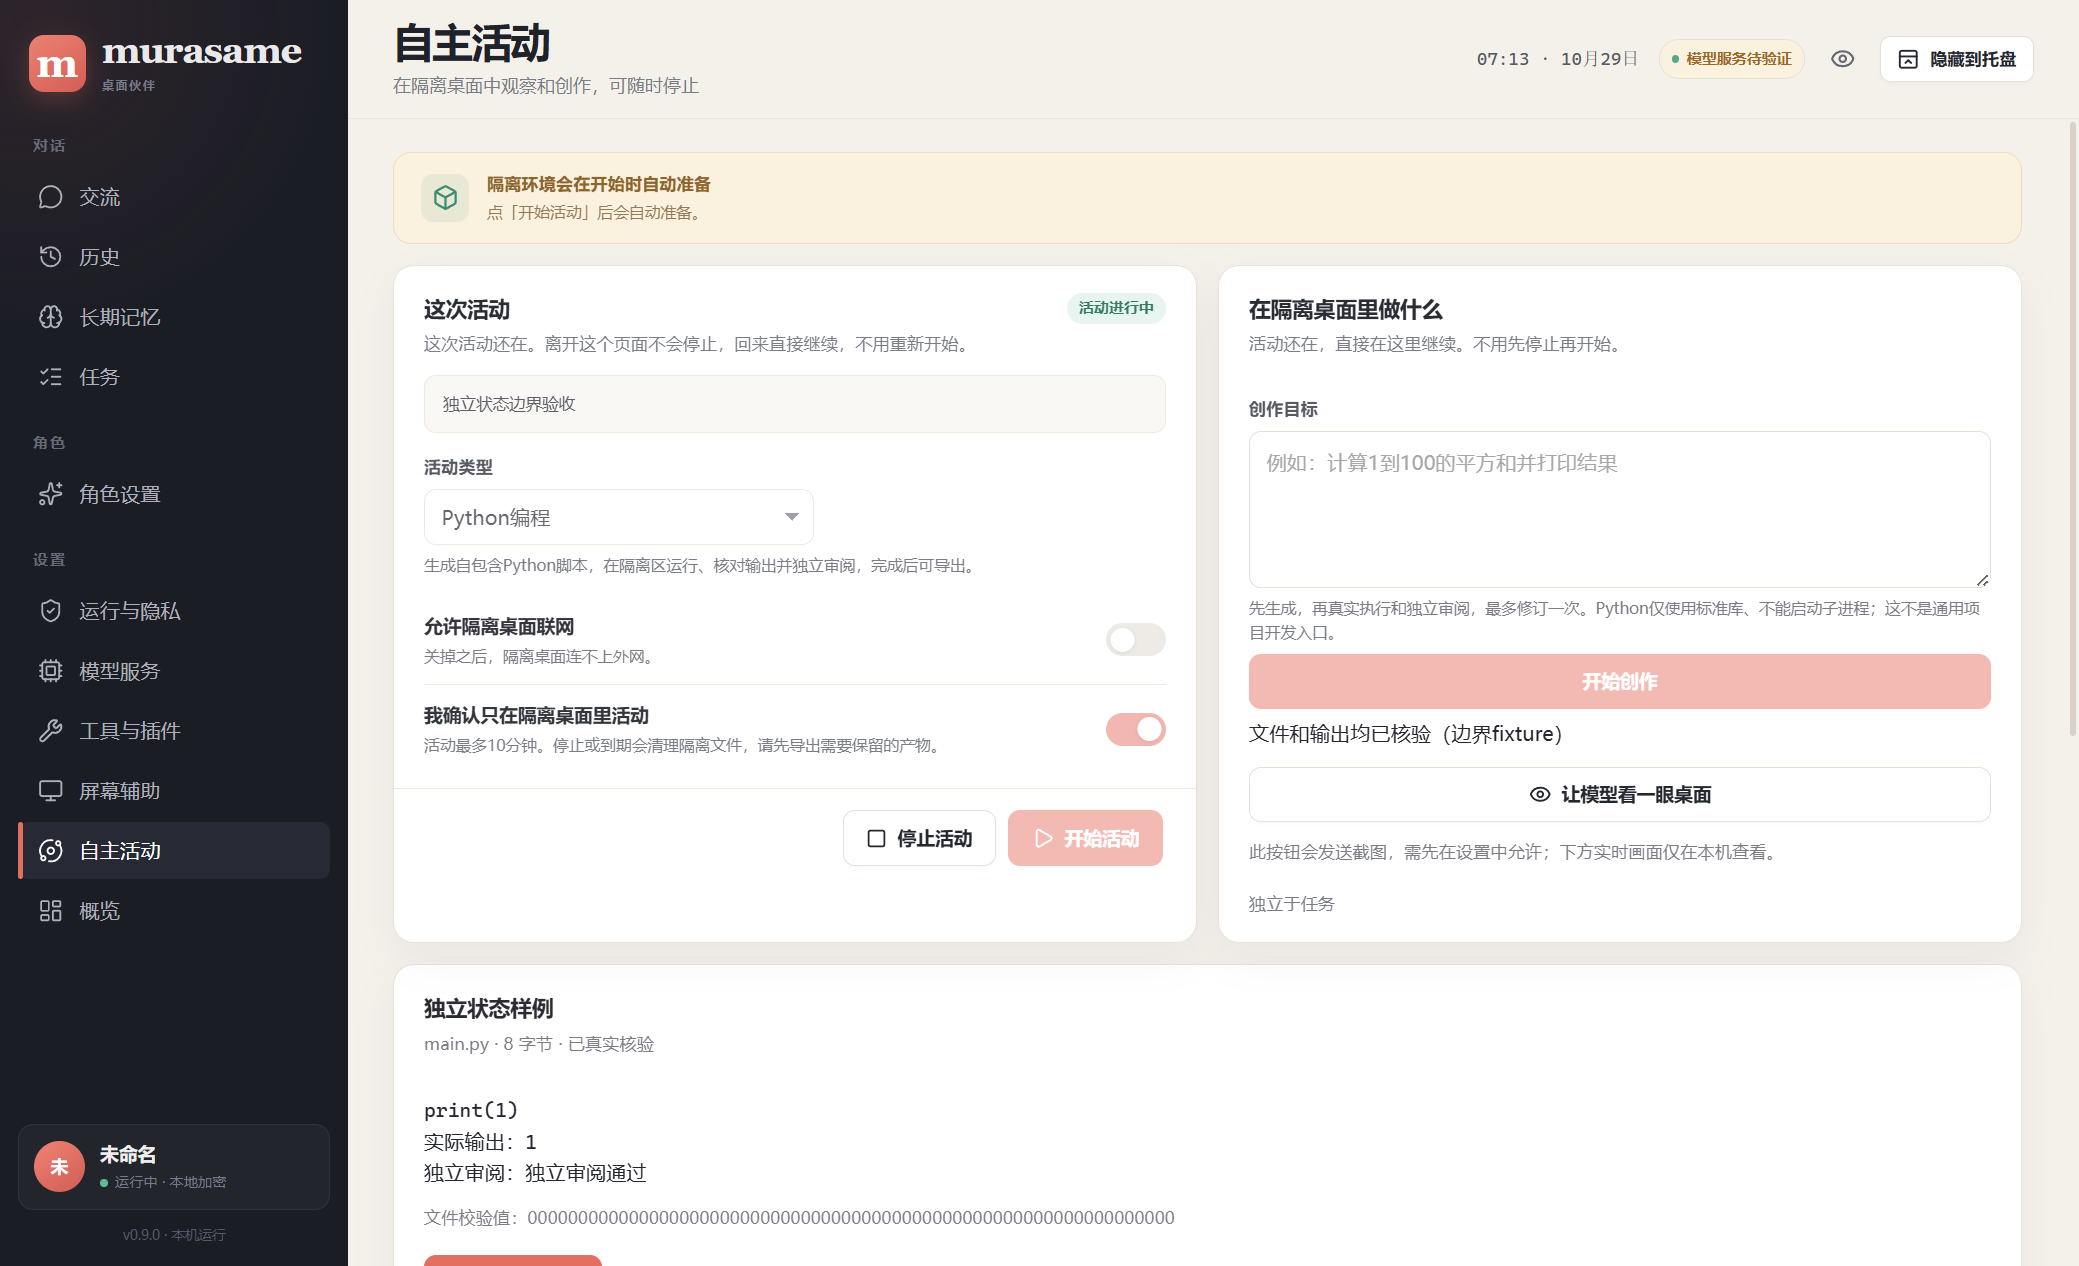 m
murasame
桌面伙伴
对话
交流
历史
长期记忆
任务
角色
角色设置
设置
运行与隐私
模型服务
工具与插件
屏幕辅助
自主活动
概览
未
未命名
运行中 · 本地加密
v0.9.0 · 本机运行
自主活动
在隔离桌面中观察和创作，可随时停止
07:13 · 10月29日
模型服务待验证
隐藏到托盘
隔离环境会在开始时自动准备
点「开始活动」后会自动准备。
这次活动
活动进行中
这次活动还在。离开这个页面不会停止，回来直接继续，不用重新开始。
独立状态边界验收
活动类型
Python编程
生成自包含Python脚本，在隔离区运行、核对输出并独立审阅，完成后可导出。
允许隔离桌面联网
关掉之后，隔离桌面连不上外网。
我确认只在隔离桌面里活动
活动最多10分钟。停止或到期会清理隔离文件，请先导出需要保留的产物。
停止活动
开始活动
在隔离桌面里做什么
活动还在，直接在这里继续。不用先停止再开始。
创作目标
例如：计算1到100的平方和并打印结果
先生成，再真实执行和独立审阅，最多修订一次。Python仅使用标准库、不能启动子进程；这不是通用项
目开发入口。
开始创作
文件和输出均已核验（边界fixture）
让模型看一眼桌面
此按钮会发送截图，需先在设置中允许；下方实时画面仅在本机查看。
独立于任务
独立状态样例
main.py · 8 字节 · 已真实核验
print(1)
实际输出：1
独立审阅：独立审阅通过
文件校验值：0000000000000000000000000000000000000000000000000000000000000000